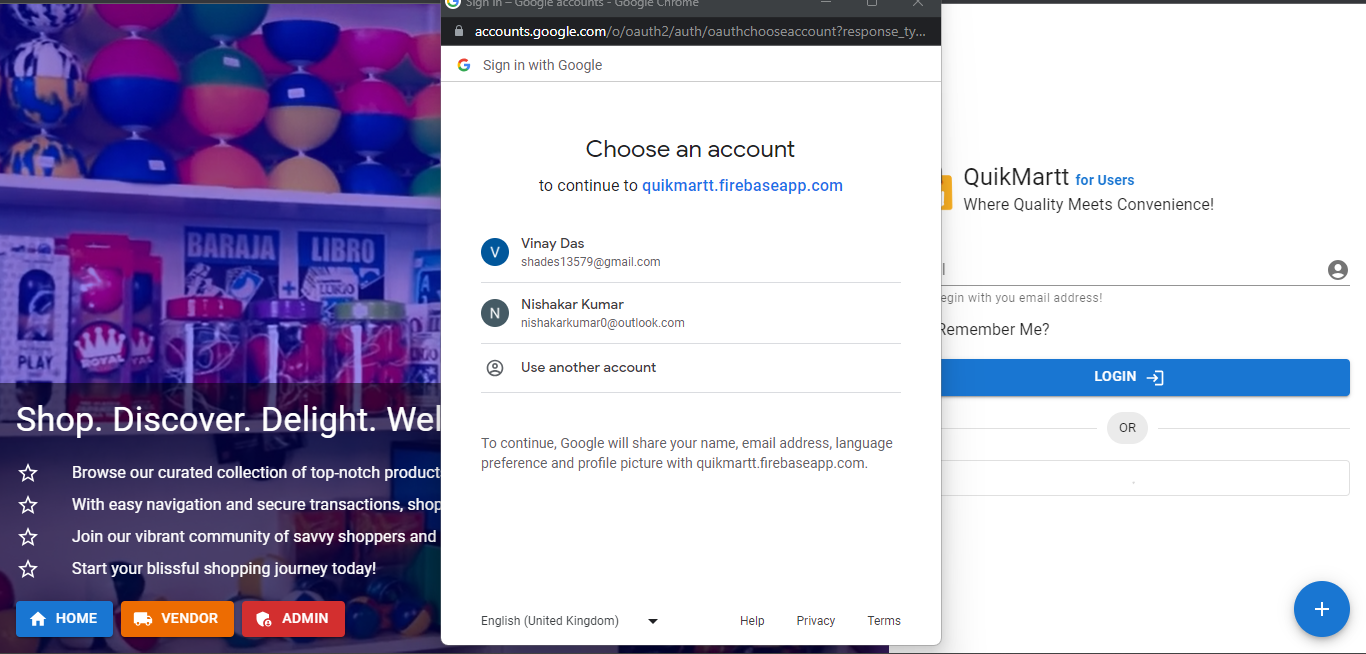 Sign in – Google accounts - Google Chrome
accounts.google.com/o/oauth2/auth/oauthchooseaccount?response_ty...
Sign in with Google
Choose an account
to continue to quikmartt.firebaseapp.com
V
Vinay Das
shades13579@gmail.com
N
Nishakar Kumar
nishakarkumar0@outlook.com
Use another account
To continue, Google will share your name, email address, language
preference and profile picture with quikmartt.firebaseapp.com.
English (United Kingdom)
Help
Privacy
Terms
BARAJA
LIBRO
PLAY
ROYAL
Shop. Discover. Delight. Wel
Browse our curated collection of top-notch product
With easy navigation and secure transactions, shop
Join our vibrant community of savvy shoppers and
Start your blissful shopping journey today!
HOME
VENDOR
ADMIN
QuikMartt for Users
Where Quality Meets Convenience!
l
egin with you email address!
Remember Me?
LOGIN
OR